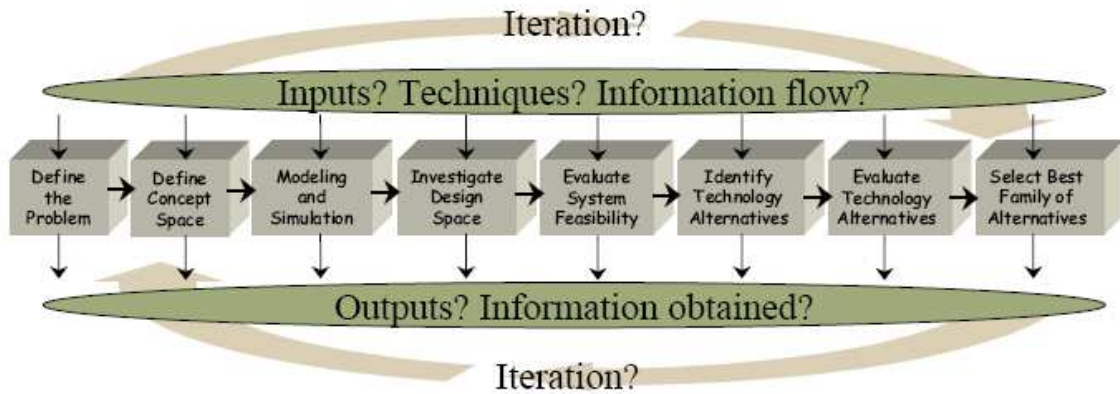 Iteration?
Inputs? Techniques? Information flow?
Define
the
Problem
Define
Concept
Space
Modeling
and
Simulation
Investigate
Design
Space
Evaluate
System
Feasibility
Identify
Technology
Alternatives
Evaluate
Technology
Alternatives
Select Best
Family of
Alternatives
Outputs? Information obtained?
Iteration?